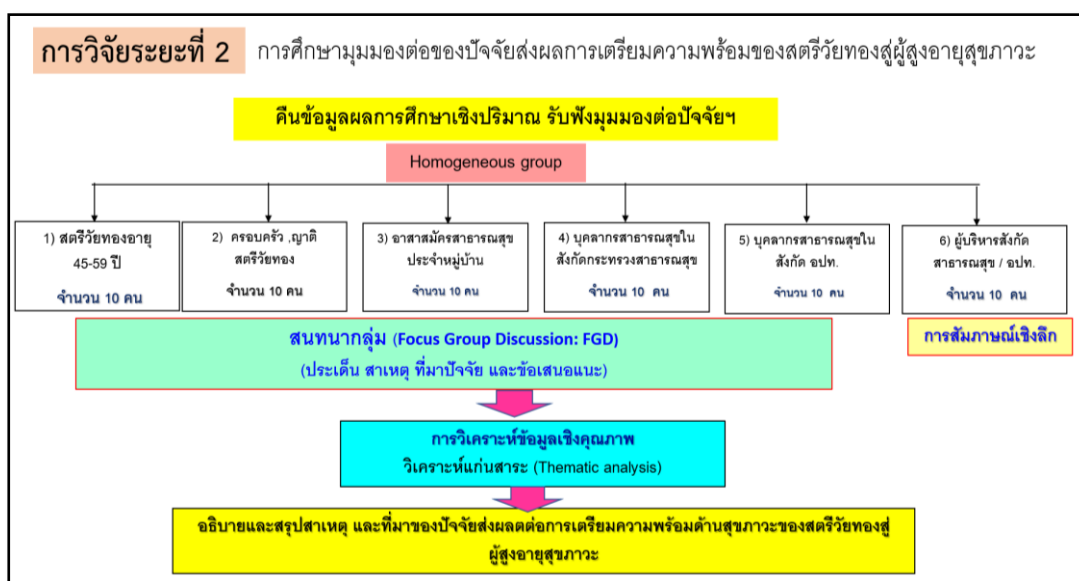 การวิจัยระยะที่ 2
การศึกษามุมมองต่อของปัจจัยส่งผลการเตรียมความพร้อมของสตรีวัยทองสู่ผู้สูงอายุสุขภาวะ
คืนข้อมูลผลการศึกษาเชิงปริมาณ รับฟังมุมมองต่อปัจจัยฯ
Homogeneous group
1) สตรีวัยทองอายุ
45-59 ปี
จำนวน 10 คน
2) ครอบครัว ,ญาติ
สตรีวัยทอง
จำนวน 10 คน
3) อาสาสมัครสาธารณสุข
ประจำหมู่บ้าน
จำนวน 10 คน
4) บุคลากรสาธารณสุขใน
สังกัดกระทรวงสาธารณสุข
จำนวน 10 คน
5) บุคลากรสาธารณสุขใน
สังกัด อปท.
จำนวน 10 คน
6) ผู้บริหารสังกัด
สาธารณสุข / อปท.
จำนวน 10 คน
สนทนากลุ่ม (Focus Group Discussion: FGD)
(ประเด็น สาเหตุ ที่มาปัจจัย และข้อเสนอแนะ)
การสัมภาษณ์เชิงลึก
การวิเคราะห์ข้อมูลเชิงคุณภาพ
วิเคราะห์แก่นสาระ (Thematic analysis)
อธิบายและสรุปสาเหตุ และที่มาของปัจจัยส่งผลตต่อการเตรียมความพร้อมด้านสุขภาวะของสตรีวัยทองสู่
ผู้สูงอายุสุขภาวะ